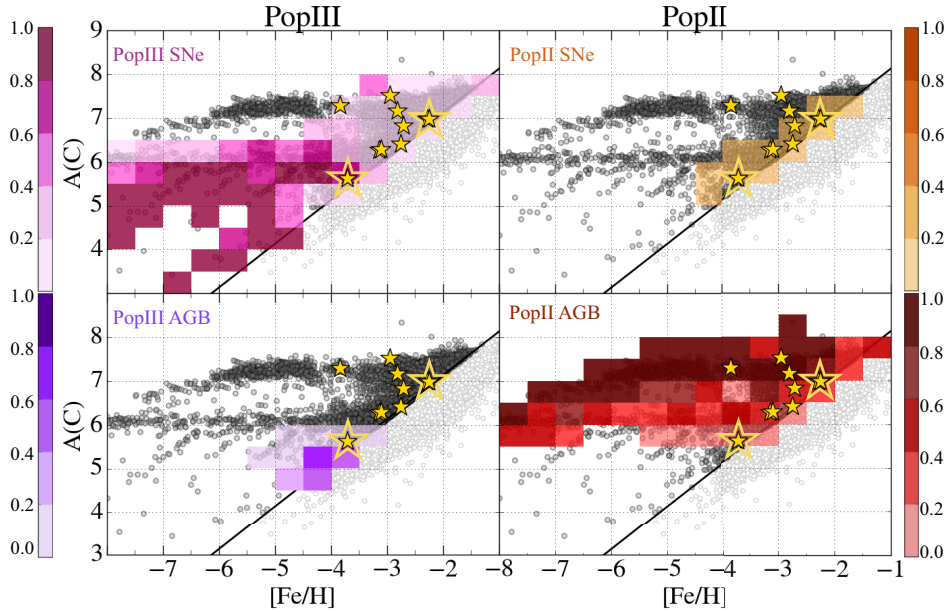 PopIII PopII
1.0 9 1.0
PopIII SNe PopII SNe
0.8 8 0.8
7
0.6 0.6
A(C) 6
0.4 0.4
5
0.2 4 0.2
1.0 1.0
PopIII AGB PopII AGB
0.8 8 0.8
7
0.6 0.6
A(C) 6
0.4 0.4
5
0.2 0.2
4
0.0 3 0.0
−7 −6 −5 −4 −3 −2 −8 −7 −6 −5 −4 −3 −2 −1
[Fe/H] [Fe/H]